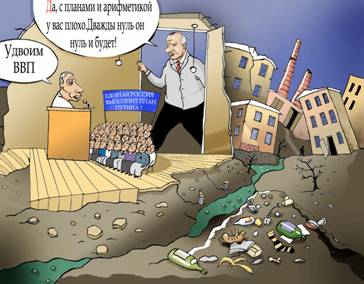 Да, с планами и арифметикой
у вас плохо.Дважды нуль он
нуль и будет!
Удвоим
ВВП
ЕДИНАЯ РОССИЯ
ВЫПОЛНИТ ПЛАН
ПУТИНА !